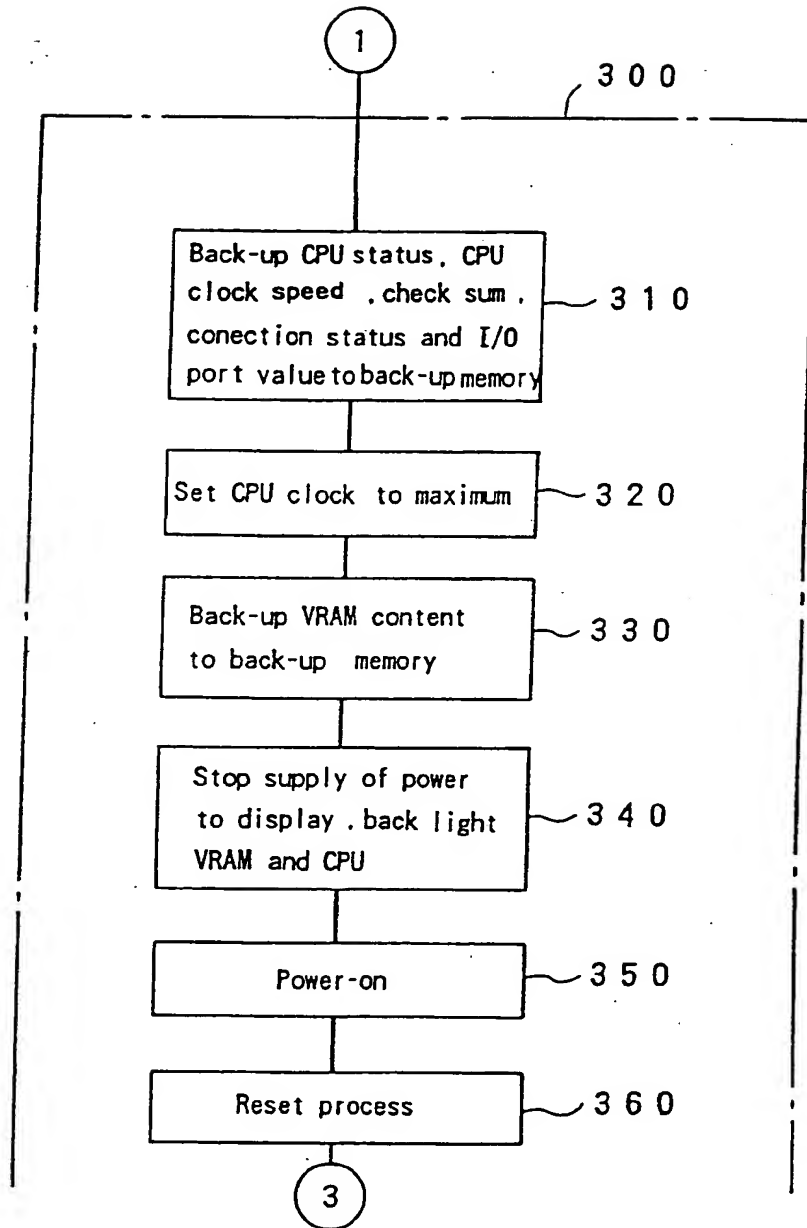 1
300
Back-up CPU status, CPU
clock speed , check sum ,
conection status and I/O
port value to back-up memory
310
Set CPU clock to maximum
320
Back-up VRAM content
to back-up memory
330
Stop supply of power
to display , back light
VRAM and CPU
340
Power-on
350
Reset process
360
3